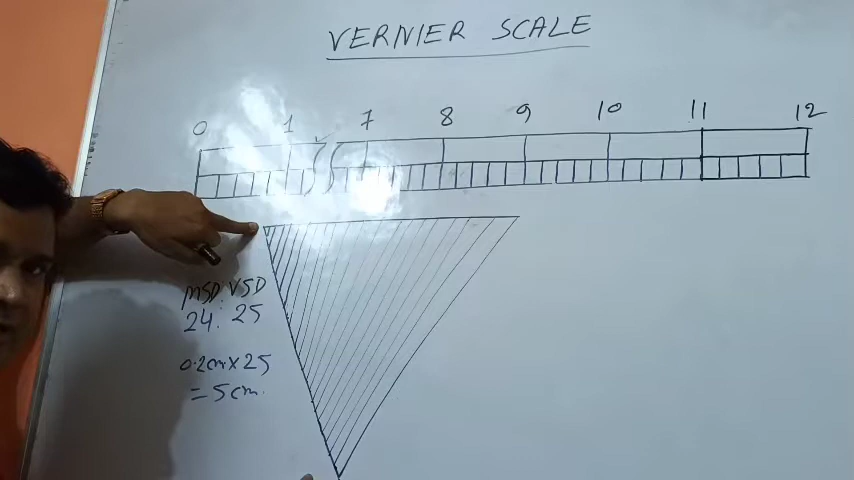 VERNIER SCALE
0 1 7 8 9 10 11 12
MSD : VSD
24 : 25
0.2cm x 25
= 5cm.